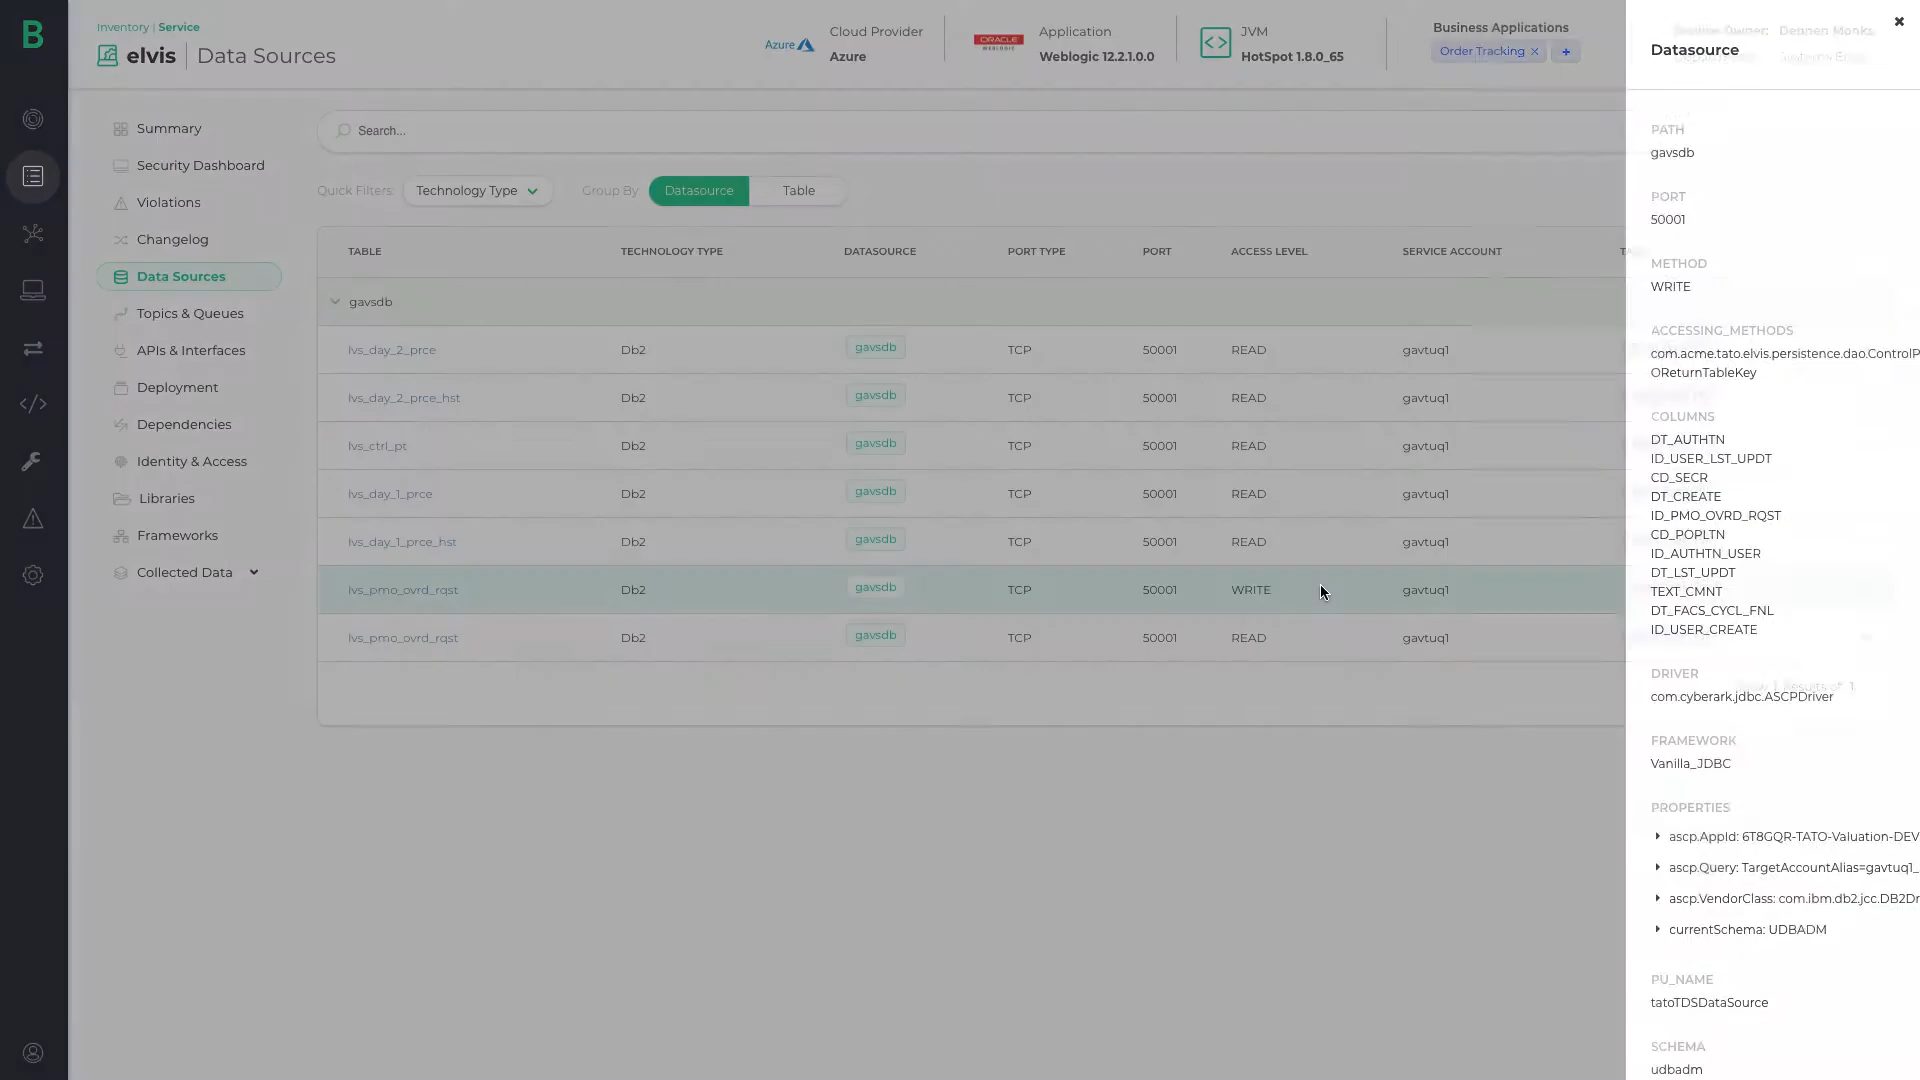 B
Inventory | Service
elvis | Data Sources
Azure
Cloud Provider
Azure
ORACLE
WEBLOGIC
Application
Weblogic 12.2.1.0.0
JVM
HotSpot 1.8.0_65
Business Applications
Order Tracking × +
Summary
Security Dashboard
Violations
Changelog
Data Sources
Topics & Queues
APIs & Interfaces
Deployment
Dependencies
Identity & Access
Libraries
Frameworks
Collected Data
Search...
Quick Filters: Technology Type Group By: Datasource Table
TABLE TECHNOLOGY TYPE DATASOURCE PORT TYPE PORT ACCESS LEVEL SERVICE ACCOUNT
gavsdb
lvs_day_2_prce Db2 gavsdb TCP 50001 READ gavtuq1
lvs_day_2_prce_hst Db2 gavsdb TCP 50001 READ gavtuq1
lvs_ctrl_pt Db2 gavsdb TCP 50001 READ gavtuq1
lvs_day_1_prce Db2 gavsdb TCP 50001 READ gavtuq1
lvs_day_1_prce_hst Db2 gavsdb TCP 50001 READ gavtuq1
lvs_pmo_ovrd_rqst Db2 gavsdb TCP 50001 WRITE gavtuq1
lvs_pmo_ovrd_rqst Db2 gavsdb TCP 50001 READ gavtuq1
Datasource
PATH
gavsdb
PORT
50001
METHOD
WRITE
ACCESSING_METHODS
com.acme.tato.elvis.persistence.dao.ControlP
OReturnTableKey
COLUMNS
DT_AUTHTN
ID_USER_LST_UPDT
CD_SECR
DT_CREATE
ID_PMO_OVRD_RQST
CD_POPLTN
ID_AUTHTN_USER
DT_LST_UPDT
TEXT_CMNT
DT_FACS_CYCL_FNL
ID_USER_CREATE
DRIVER
com.cyberark.jdbc.ASCPDriver
FRAMEWORK
Vanilla_JDBC
PROPERTIES
ascp.AppId: 6T8GQR-TATO-Valuation-DEV
ascp.Query: TargetAccountAlias=gavtuq1_
ascp.VendorClass: com.ibm.db2.jcc.DB2Dr
currentSchema: UDBADM
PU_NAME
tatoTDSDataSource
SCHEMA
udbadm